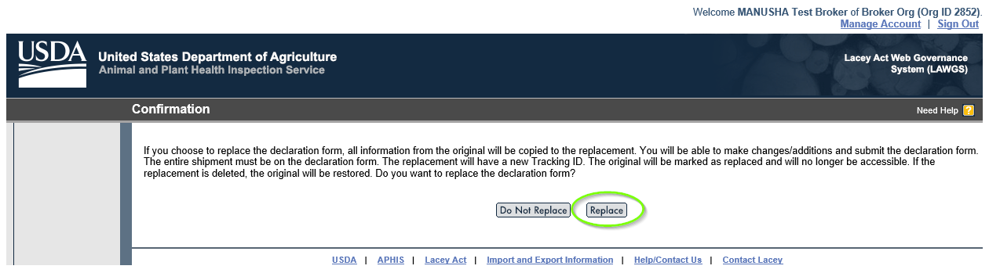 Welcome MANUSHA Test Broker of Broker Org (Org ID 2852).
Manage Account | Sign Out
USDA
United States Department of Agriculture
Animal and Plant Health Inspection Service
Lacey Act Web Governance
System (LAWGS)
Confirmation
Need Help ?
If you choose to replace the declaration form, all information from the original will be copied to the replacement. You will be able to make changes/additions and submit the declaration form.
The entire shipment must be on the declaration form. The replacement will have a new Tracking ID. The original will be marked as replaced and will no longer be accessible. If the
replacement is deleted, the original will be restored. Do you want to replace the declaration form?
Do Not Replace Replace
USDA | APHIS | Lacey Act | Import and Export Information | Help/Contact Us | Contact Lacey